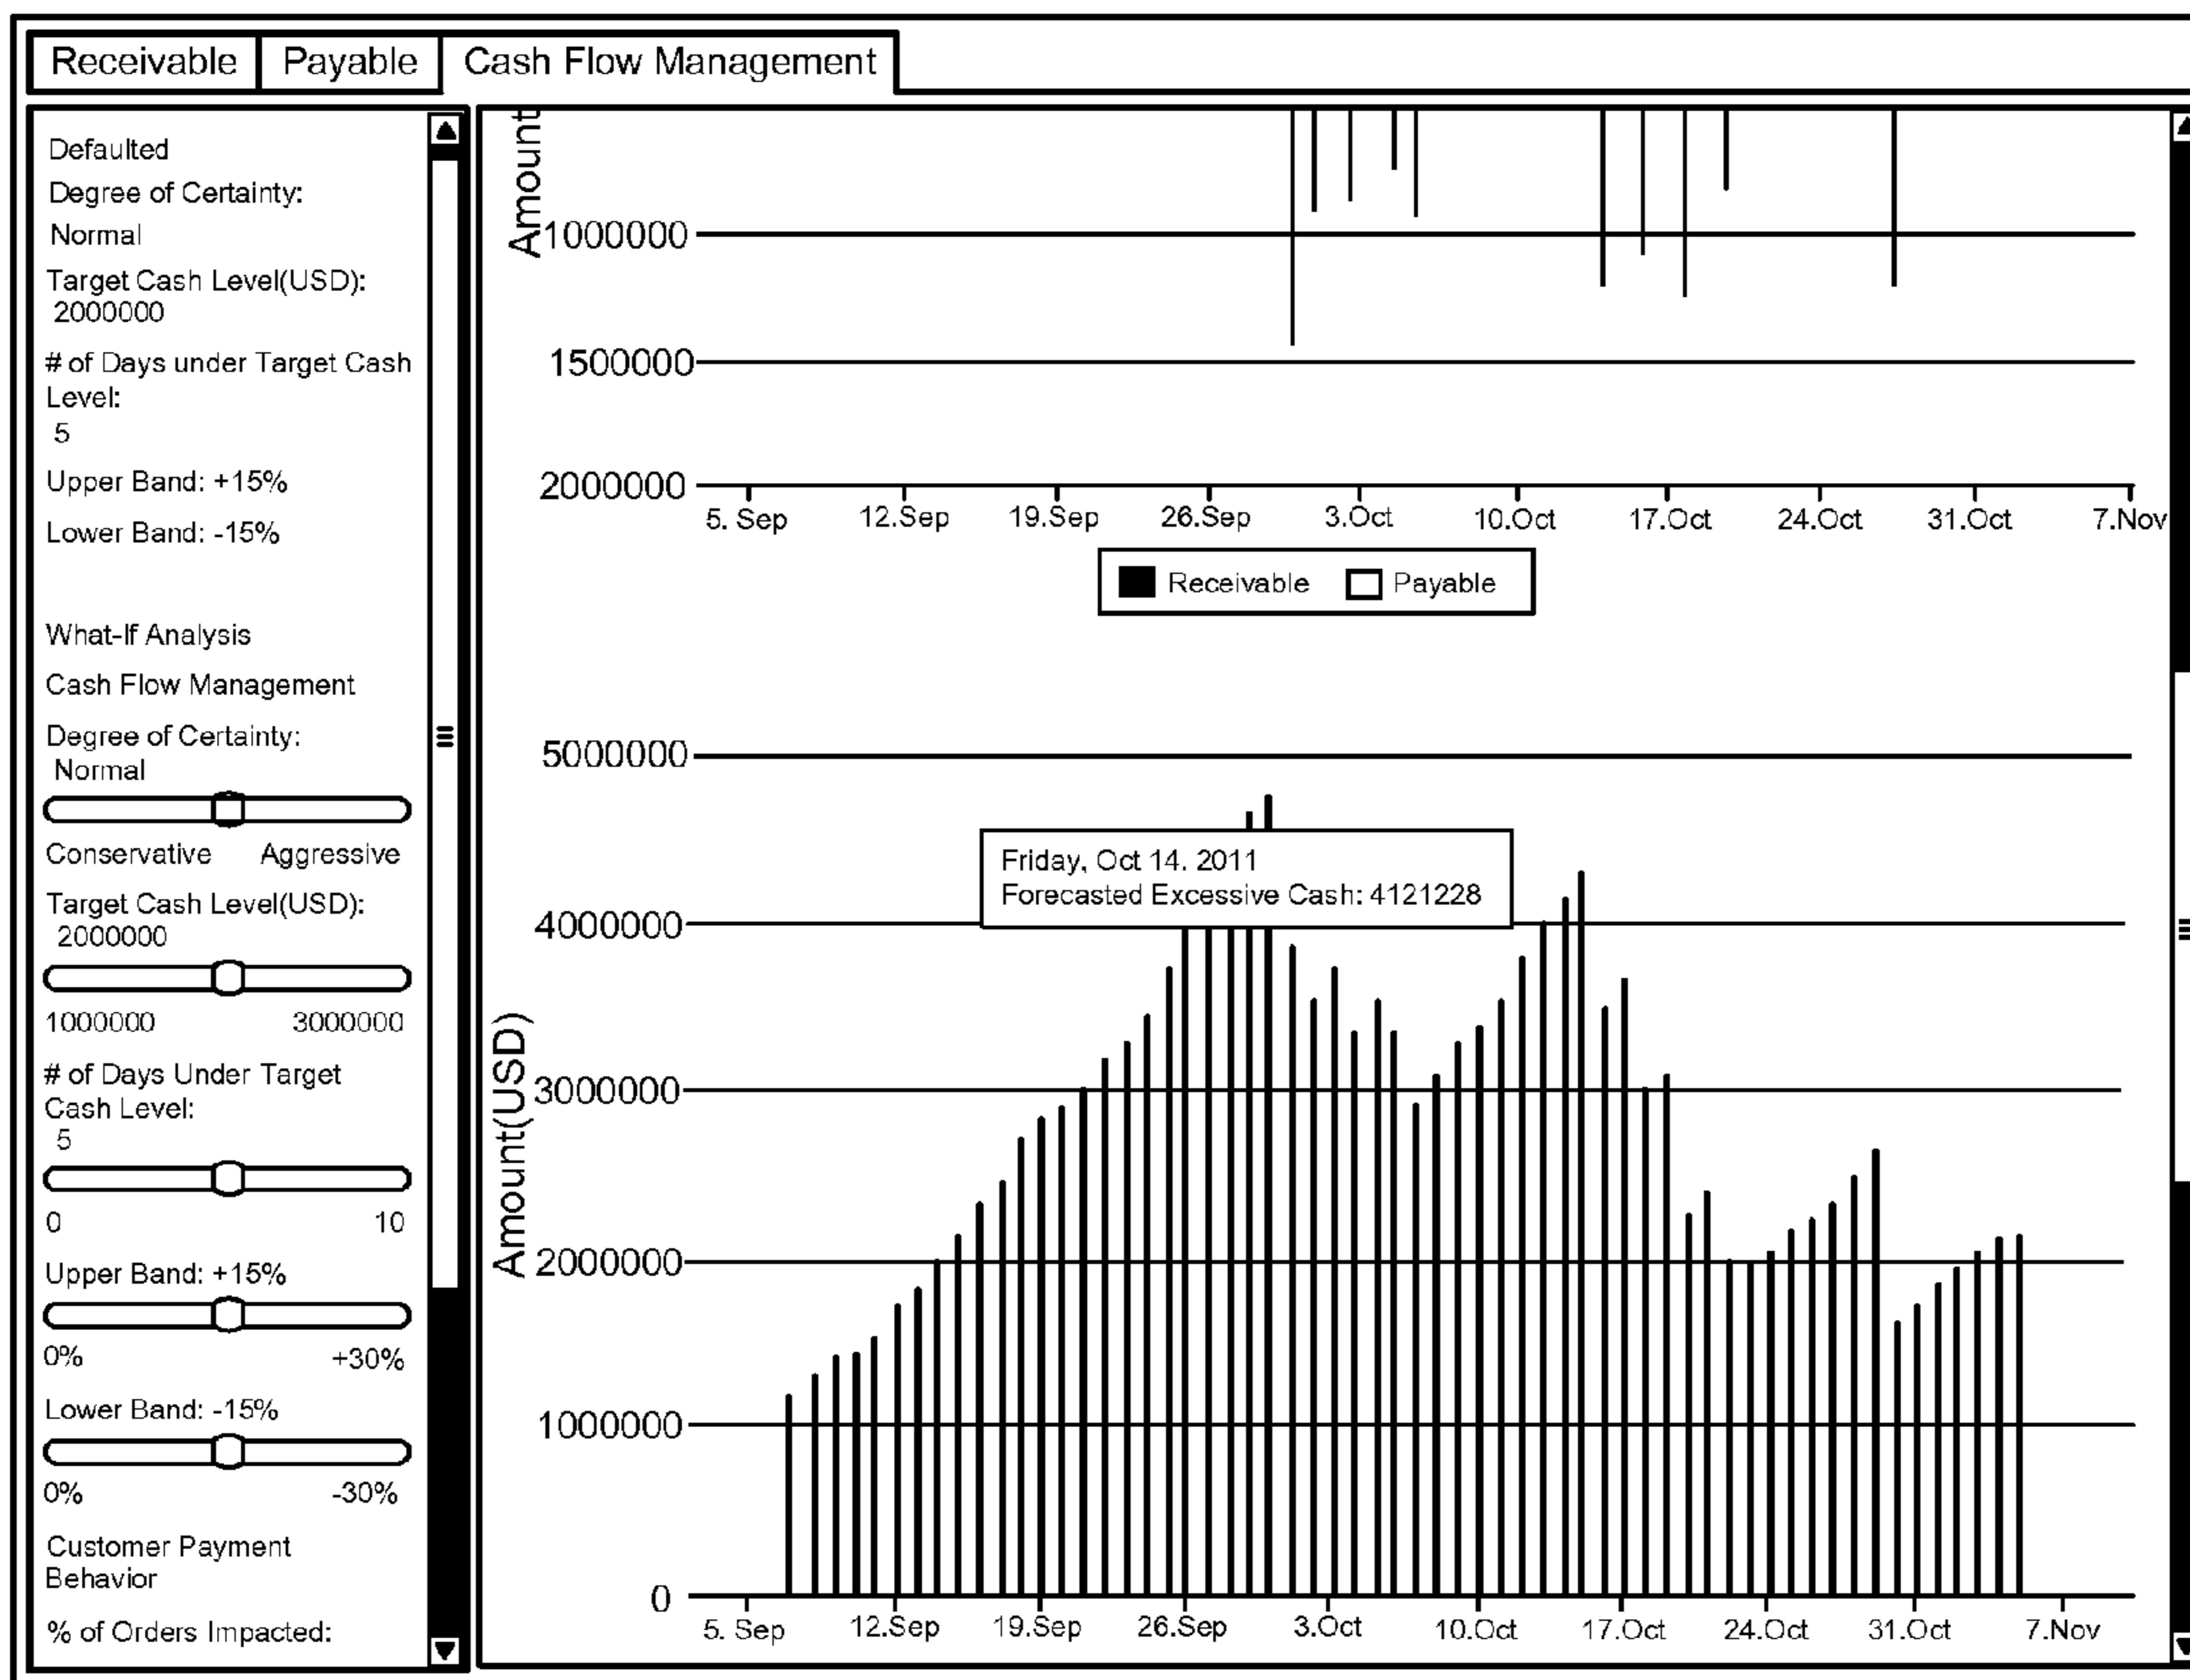 Receivable
Payable
Cash Flow Management
Defaulted
Degree of Certainty:
Normal
Target Cash Level(USD):
2000000
# of Days under Target Cash
Level:
5
Upper Band: +15%
Lower Band: -15%
What-If Analysis
Cash Flow Management
Degree of Certainty:
Normal
Conservative Aggressive
Target Cash Level(USD):
2000000
1000000 3000000
# of Days Under Target
Cash Level:
5
0 10
Upper Band: +15%
0% +30%
Lower Band: -15%
0% -30%
Customer Payment
Behavior
% of Orders Impacted:
Amount
1000000
1500000
2000000
5. Sep 12.Sep 19.Sep 26.Sep 3.Oct 10.Oct 17.Oct 24.Oct 31.Oct 7.Nov
Receivable Payable
Amount(USD)
5000000
Friday, Oct 14. 2011
Forecasted Excessive Cash: 4121228
4000000
3000000
2000000
1000000
0
5. Sep 12.Sep 19.Sep 26.Sep 3.Oct 10.Oct 17.Oct 24.Oct 31.Oct 7.Nov